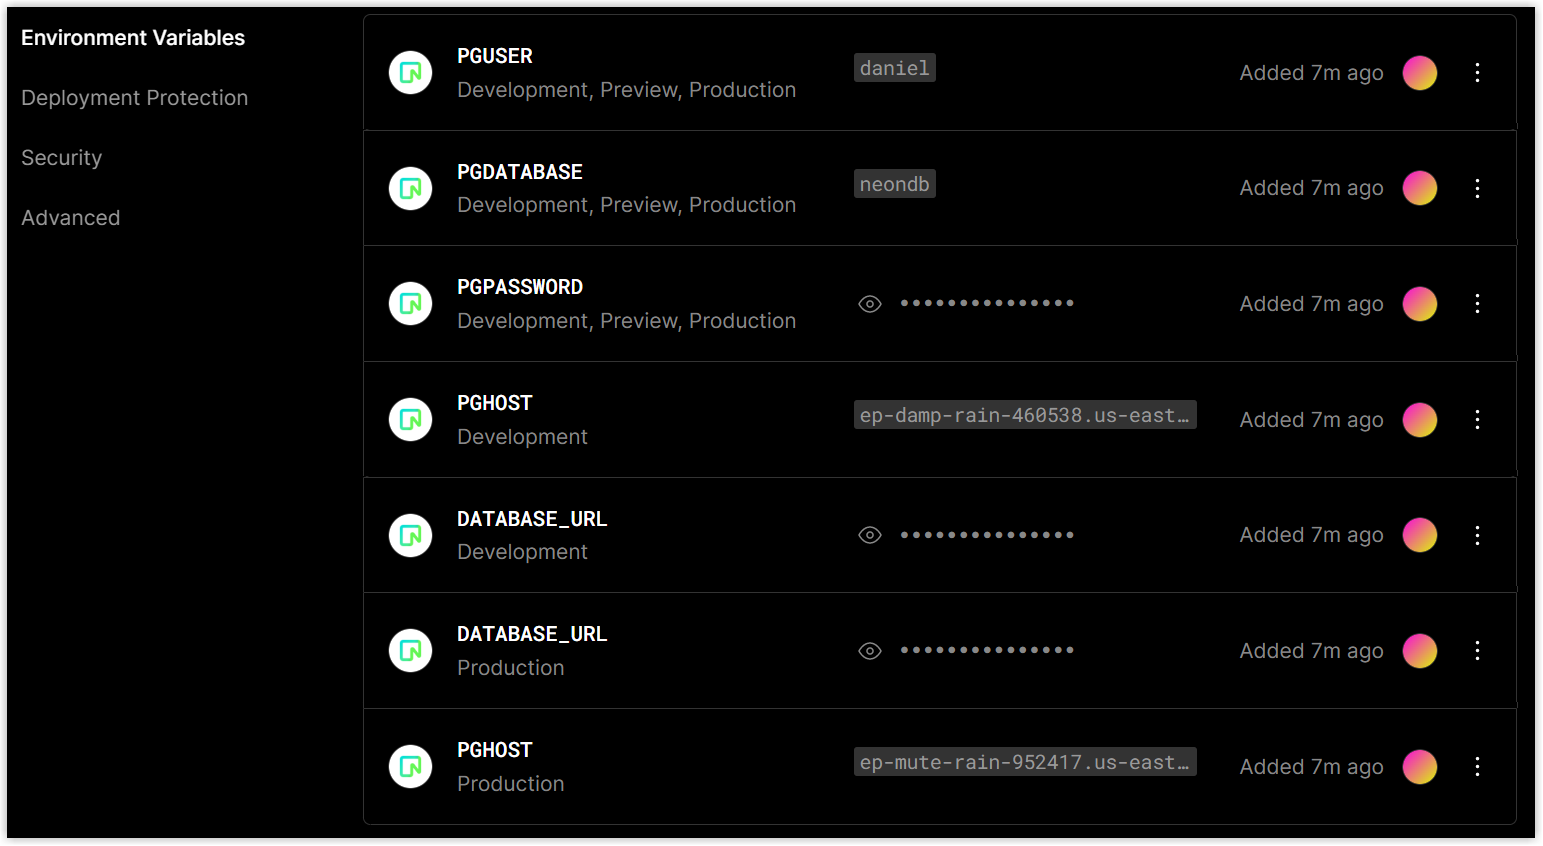 Environment Variables
Deployment Protection
Security
Advanced
PGUSER
Development, Preview, Production
daniel
Added 7m ago
PGDATABASE
Development, Preview, Production
neondb
Added 7m ago
PGPASSWORD
Development, Preview, Production
•••••••••••••••
Added 7m ago
PGHOST
Development
ep-damp-rain-460538.us-east…
Added 7m ago
DATABASE_URL
Development
•••••••••••••••
Added 7m ago
DATABASE_URL
Production
•••••••••••••••
Added 7m ago
PGHOST
Production
ep-mute-rain-952417.us-east…
Added 7m ago